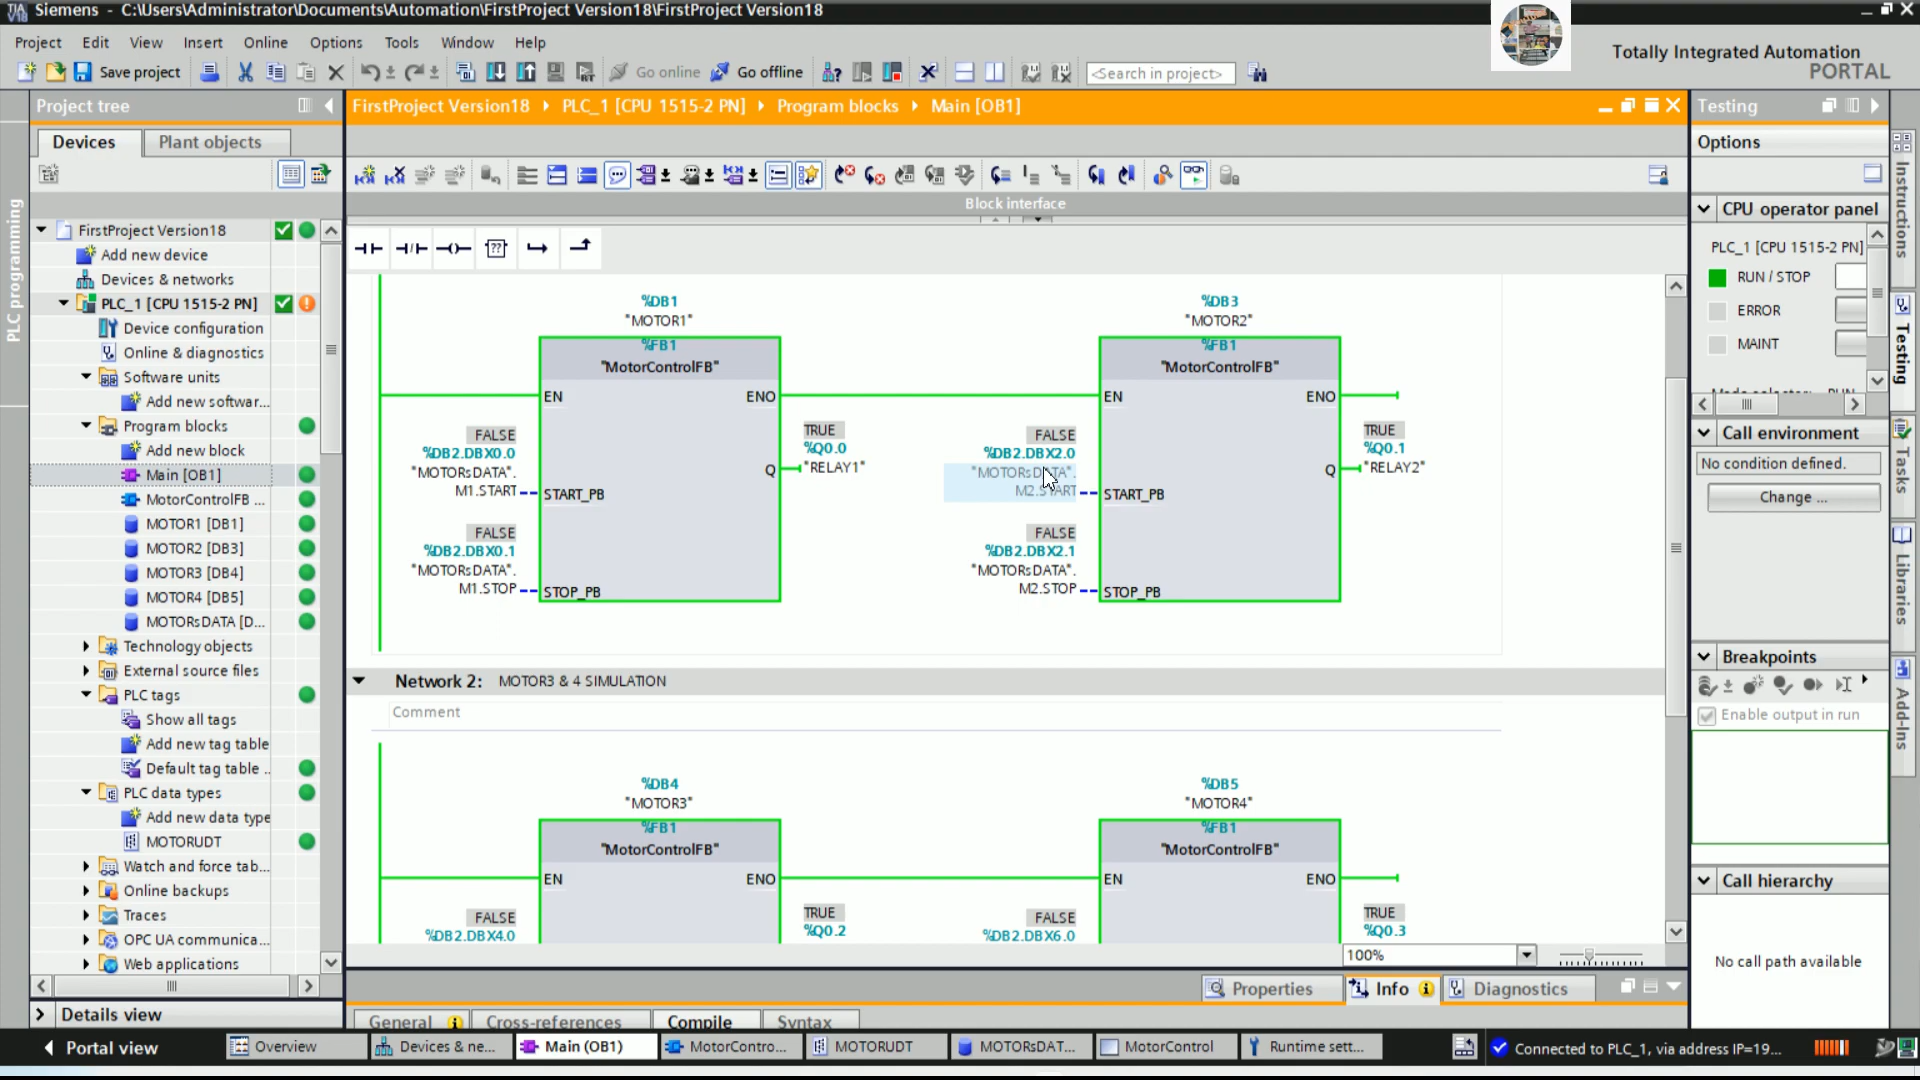 Siemens - C:\Users\Administrator\Documents\Automation\FirstProject Version18\FirstProject Version18
Project Edit View Insert Online Options Tools Window Help
Totally Integrated Automation
PORTAL
Save project
Go online
Go offline
<Search in project>
Project tree
FirstProject Version18 PLC_1 [CPU 1515-2 PN] Program blocks Main [OB1]
Testing
Devices
Plant objects
Options
Block interface
PLC programming
FirstProject Version18
Add new device
Devices & networks
PLC_1 [CPU 1515-2 PN]
Device configuration
Online & diagnostics
Software units
Add new softwar...
Program blocks
Add new block
Main [OB1]
MotorControlFB ...
MOTOR1 [DB1]
MOTOR2 [DB3]
MOTOR3 [DB4]
MOTOR4 [DB5]
MOTORsDATA [D...
Technology objects
External source files
PLC tags
Show all tags
Add new tag table
Default tag table ..
PLC data types
Add new data type
MOTORUDT
Watch and force tab...
Online backups
Traces
OPC UA communica...
Web applications
Details view
%DB1
"MOTOR1"
%FB1
"MotorControlFB"
EN
ENO
FALSE
%DB2.DBX0.0
"MOTORsDATA".
M1.START
START_PB
FALSE
%DB2.DBX0.1
"MOTORsDATA".
M1.STOP
STOP_PB
Q
TRUE
%Q0.0
"RELAY1"
%DB3
"MOTOR2"
%FB1
"MotorControlFB"
EN
ENO
FALSE
%DB2.DBX2.0
"MOTORsDATA".
M2.START
START_PB
FALSE
%DB2.DBX2.1
"MOTORsDATA".
M2.STOP
STOP_PB
Q
TRUE
%Q0.1
"RELAY2"
Network 2: MOTOR3 & 4 SIMULATION
Comment
%DB4
"MOTOR3"
%FB1
"MotorControlFB"
EN
ENO
FALSE
%DB2.DBX4.0
TRUE
%Q0.2
%DB5
"MOTOR4"
%FB1
"MotorControlFB"
EN
ENO
FALSE
%DB2.DBX6.0
TRUE
%Q0.3
100%
Properties
Info
Diagnostics
General
Cross-references
Compile
Syntax
CPU operator panel
PLC_1 [CPU 1515-2 PN]
RUN / STOP
ERROR
MAINT
Call environment
No condition defined.
Change ...
Breakpoints
Enable output in run
Call hierarchy
No call path available
Instructions
Testing
Tasks
Libraries
Add-Ins
Portal view
Overview
Devices & ne...
Main (OB1)
MotorContro...
MOTORUDT
MOTORsDAT...
MotorControl
Runtime sett...
Connected to PLC_1, via address IP=19...